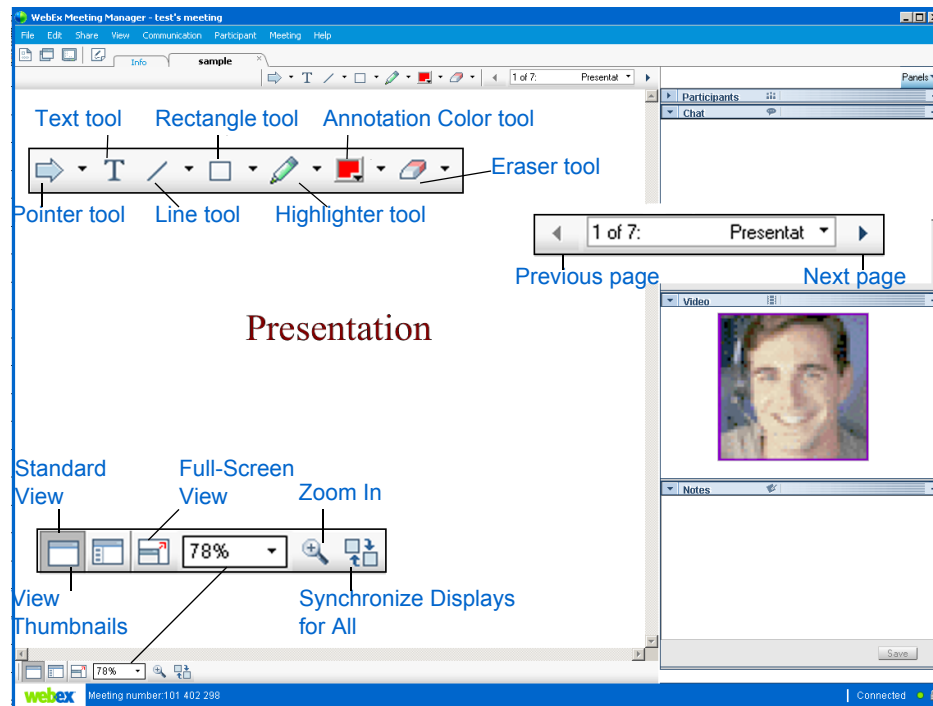 WebEx Meeting Manager - test's meeting
File Edit Share View Communication Participant Meeting Help
Info sample
T 1 of 7: Presentat Panels
Participants
Chat
Text tool Rectangle tool Annotation Color tool
T
Eraser tool
Pointer tool Line tool Highlighter tool
1 of 7: Presentat
Previous page Next page
Video
Presentation
Standard View
Full-Screen View
Zoom In
Notes
78%
View Thumbnails
Synchronize Displays for All
Save
78%
webex Meeting number:101 402 298 Connected